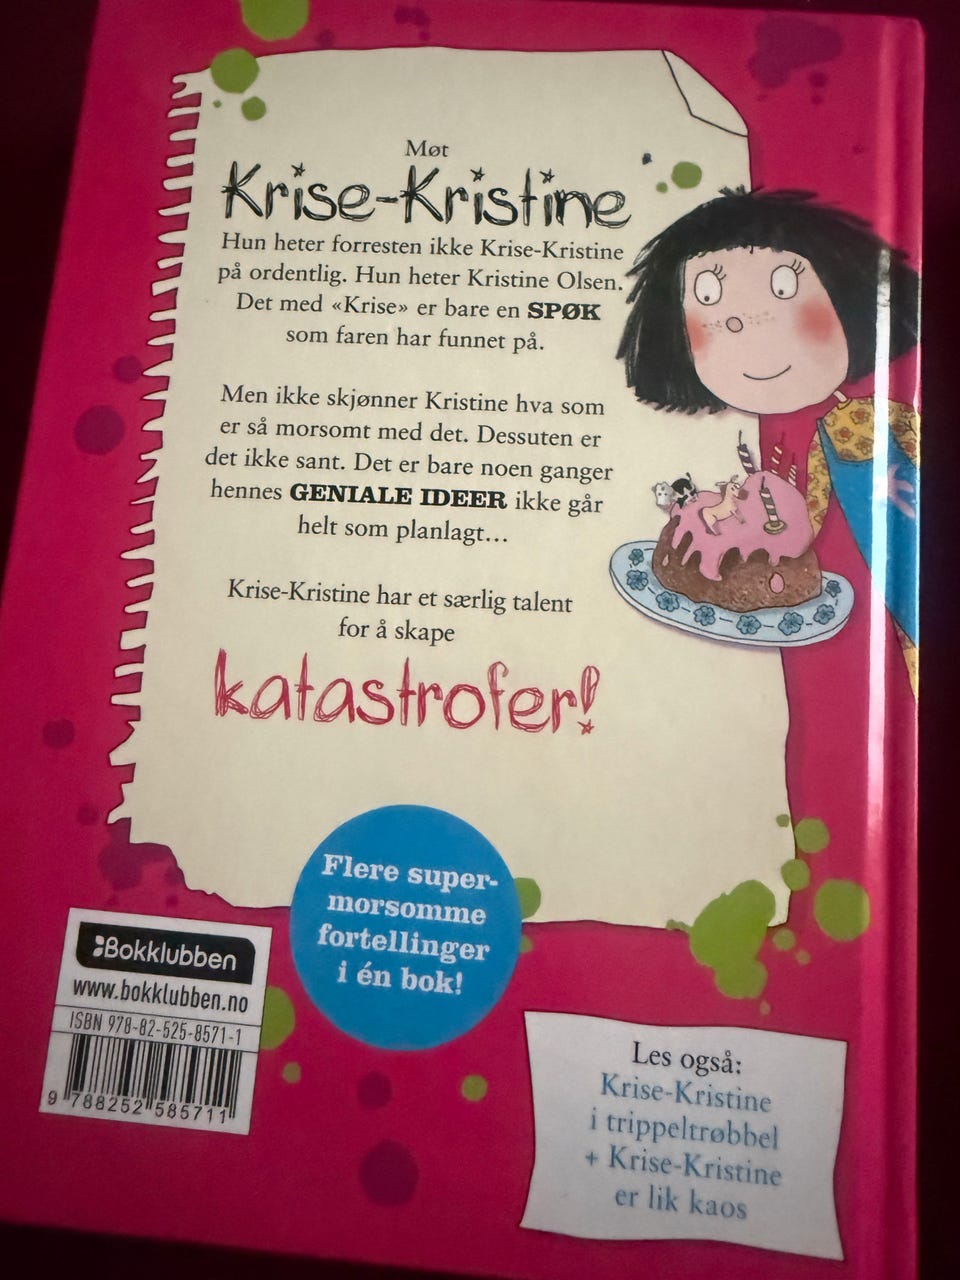 Møt
Krise-Kristine
Hun heter forresten ikke Krise-Kristine
på ordentlig. Hun heter Kristine Olsen.
Det med «Krise» er bare en SPØK
som faren har funnet på.
Men ikke skjønner Kristine hva som
er så morsomt med det. Dessuten er
det ikke sant. Det er bare noen ganger
hennes GENIALE IDEER ikke går
helt som planlagt...
Krise-Kristine har et særlig talent
for å skape
katastrofer!
Flere super-
morsomme
fortellinger
i én bok!
Bokklubben
www.bokklubben.no
ISBN 978-82-525-8571-1
9 788252 585711
Les også:
Krise-Kristine
i trippeltrøbbel
+ Krise-Kristine
er lik kaos